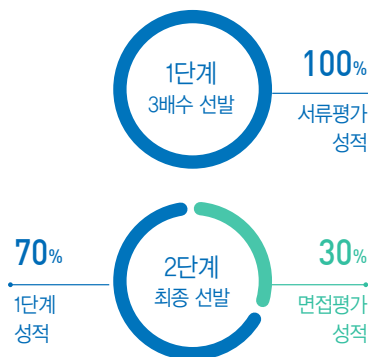 1단계
3배수 선발
100%
서류평가
성적
70%
1단계
성적
2단계
최종 선발
30%
면접평가
성적